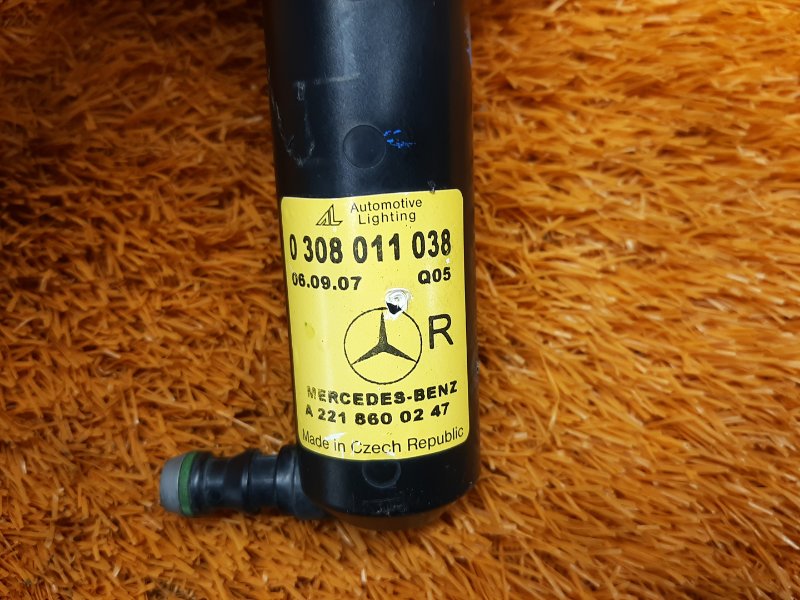 AL Automotive
Lighting
0 308 011 038
06.09.07 Q05
R
MERCEDES-BENZ
A 221 860 02 47
Made in Czech Republic